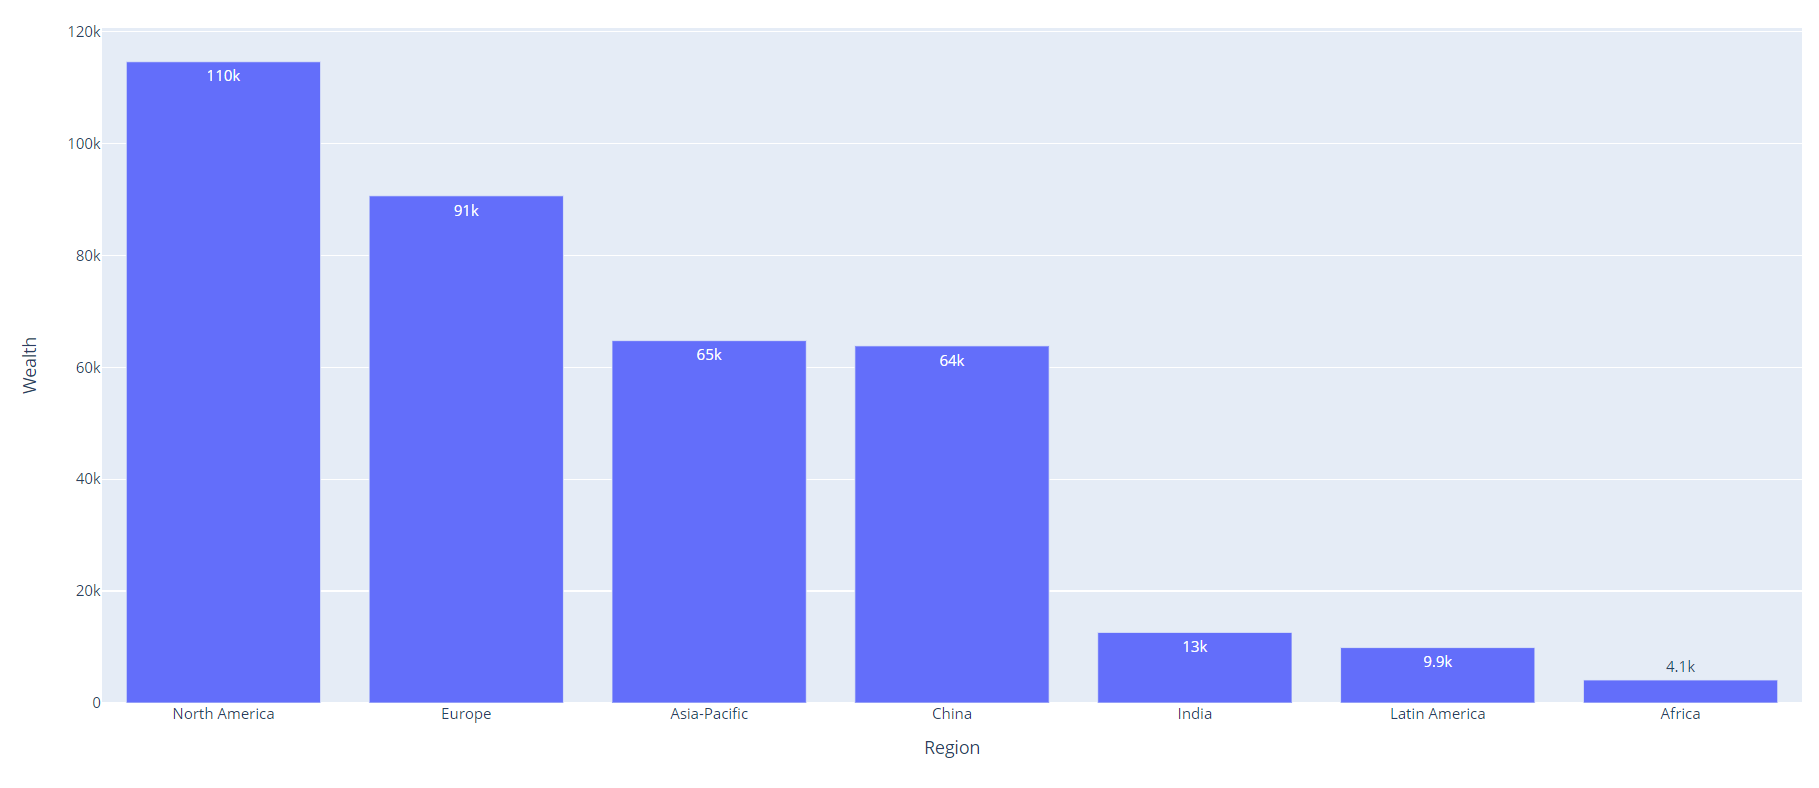 120k
100k
80k
60k
40k
20k
0
Wealth
110k
91k
65k
64k
13k
9.9k
4.1k
North America Europe Asia-Pacific China India Latin America Africa
Region